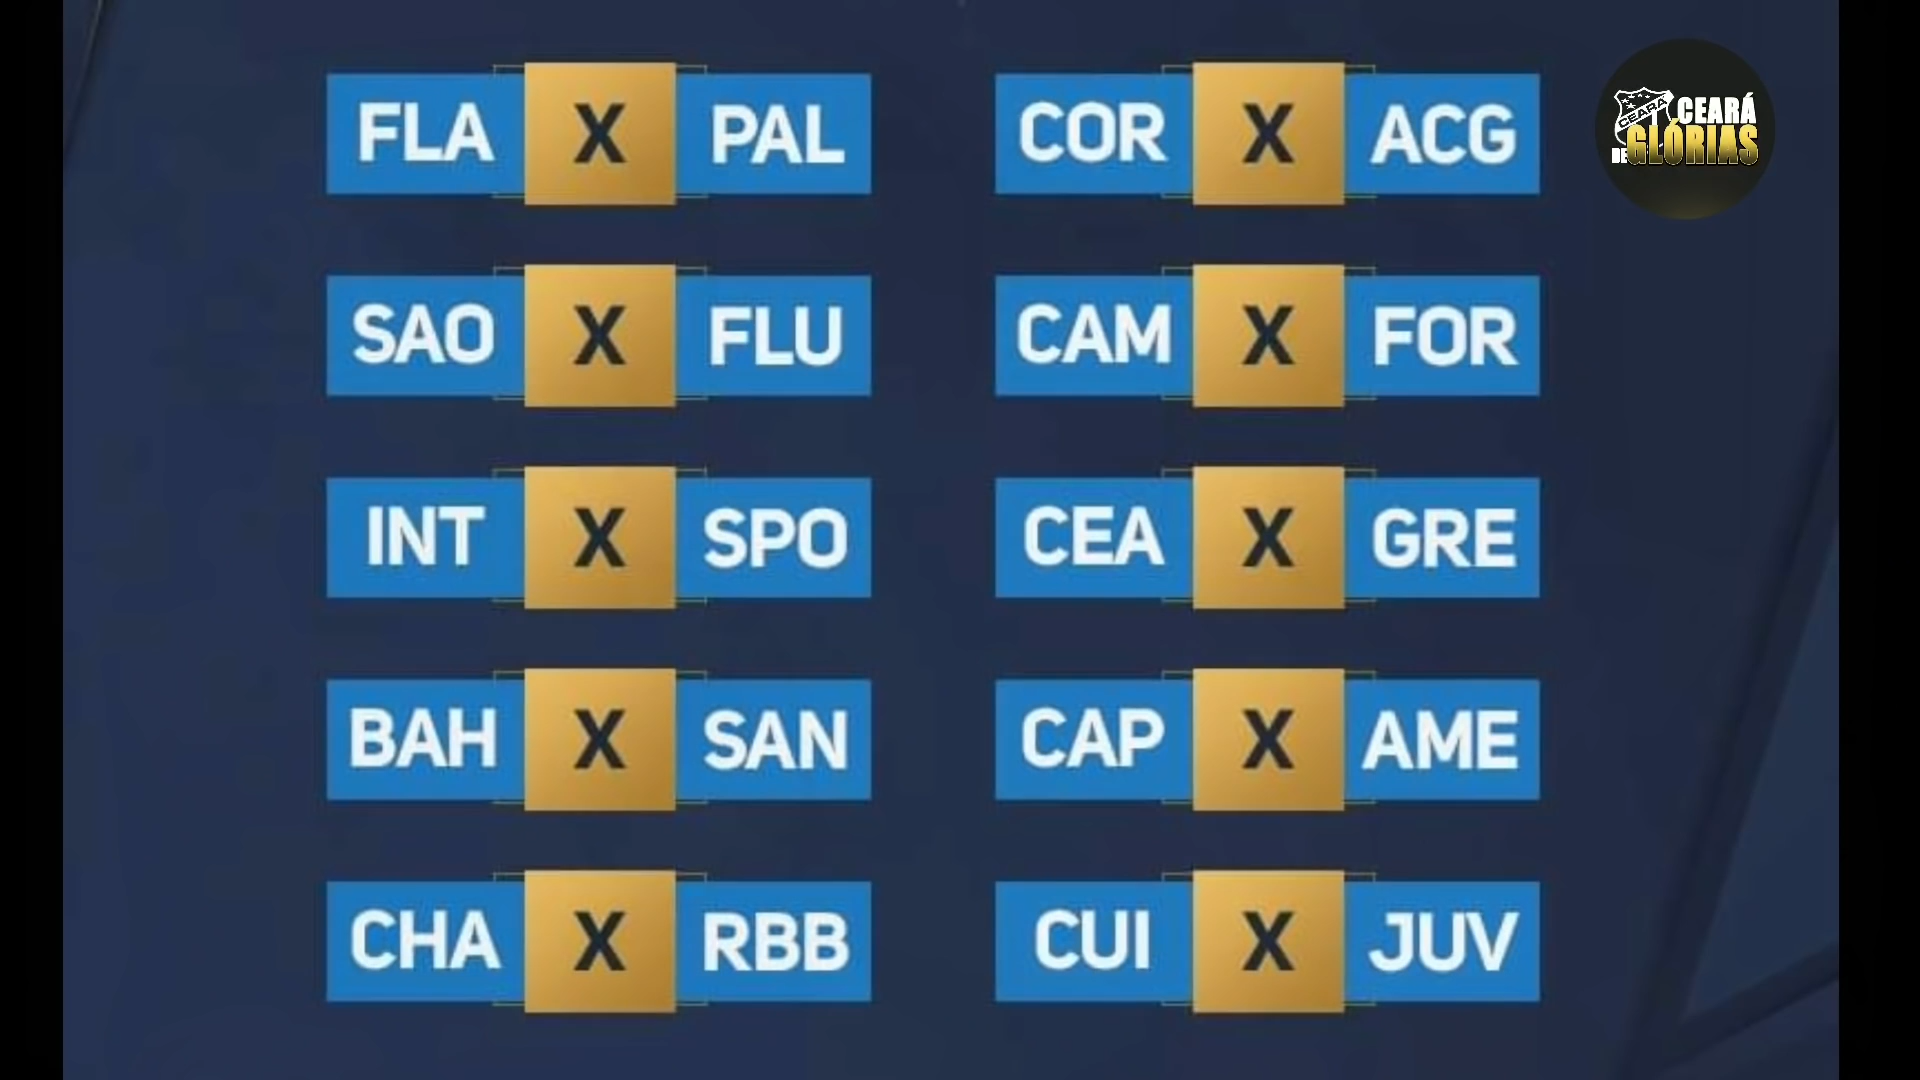 FLA X PAL
COR X ACG
SAO X FLU
CAM X FOR
INT X SPO
CEA X GRE
BAH X SAN
CAP X AME
CHA X RBB
CUI X JUV
CEARÁ
CEARÁ
DE GLÓRIAS